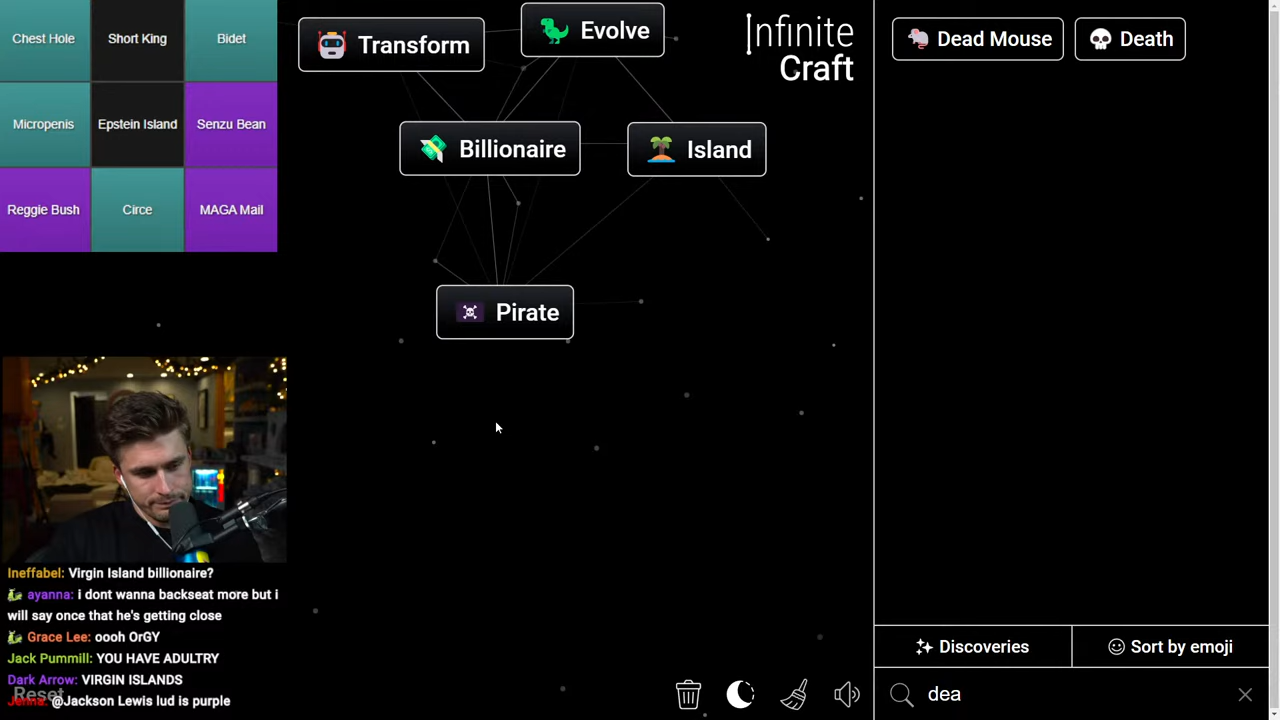 Chest Hole
Short King
Bidet
Micropenis
Epstein Island
Senzu Bean
Reggie Bush
Circe
MAGA Mail
Transform
Evolve
Billionaire
Island
Pirate
Infinite
Craft
Dead Mouse
Death
Ineffabel: Virgin Island billionaire?
ayanna: i dont wanna backseat more but i
will say once that he's getting close
Grace Lee: oooh OrGY
Jack Pummill: YOU HAVE ADULTRY
Dark Arrow: VIRGIN ISLANDS
Reset
Jenna: @Jackson Lewis lud is purple
Discoveries
Sort by emoji
dea